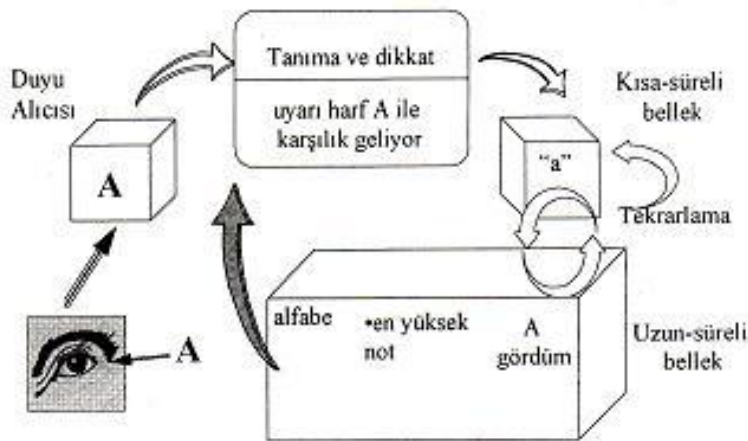 Duyu
Alıcısı
A
A
Tanıma ve dikkat
uyarı harf A ile
karşılık geliyor
Kısa-süreli
bellek
“a”
Tekrarlama
alfabe
•en yüksek
not
A
gördüm
Uzun-süreli
bellek